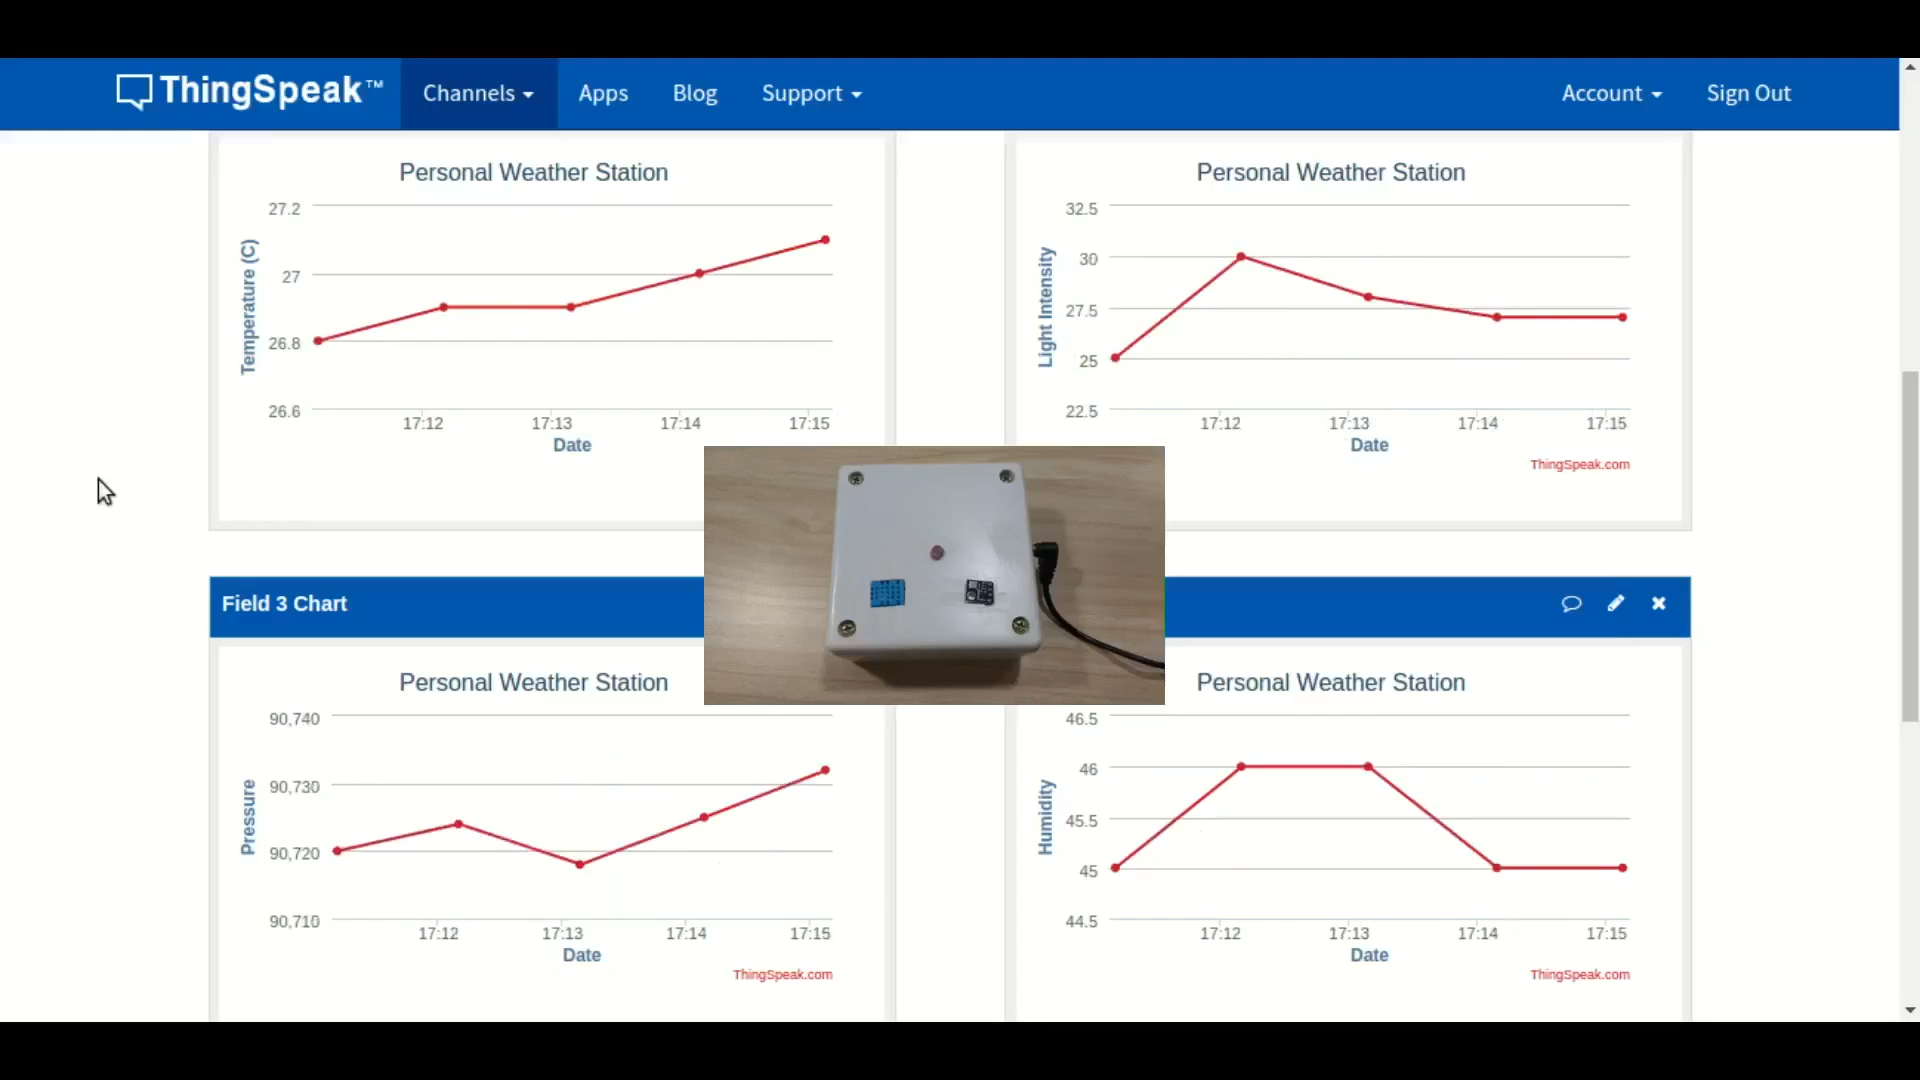 ThingSpeak™ Channels Apps Blog Support Account Sign Out
Personal Weather Station
27.2
27
26.8
26.6
Temperature (C)
17:12 17:13 17:14 17:15
Date
Personal Weather Station
32.5
30
27.5
25
22.5
Light Intensity
17:12 17:13 17:14 17:15
Date
ThingSpeak.com
Field 3 Chart
Personal Weather Station
90,740
90,730
90,720
90,710
Pressure
17:12 17:13 17:14 17:15
Date
ThingSpeak.com
Personal Weather Station
46.5
46
45.5
45
44.5
Humidity
17:12 17:13 17:14 17:15
Date
ThingSpeak.com